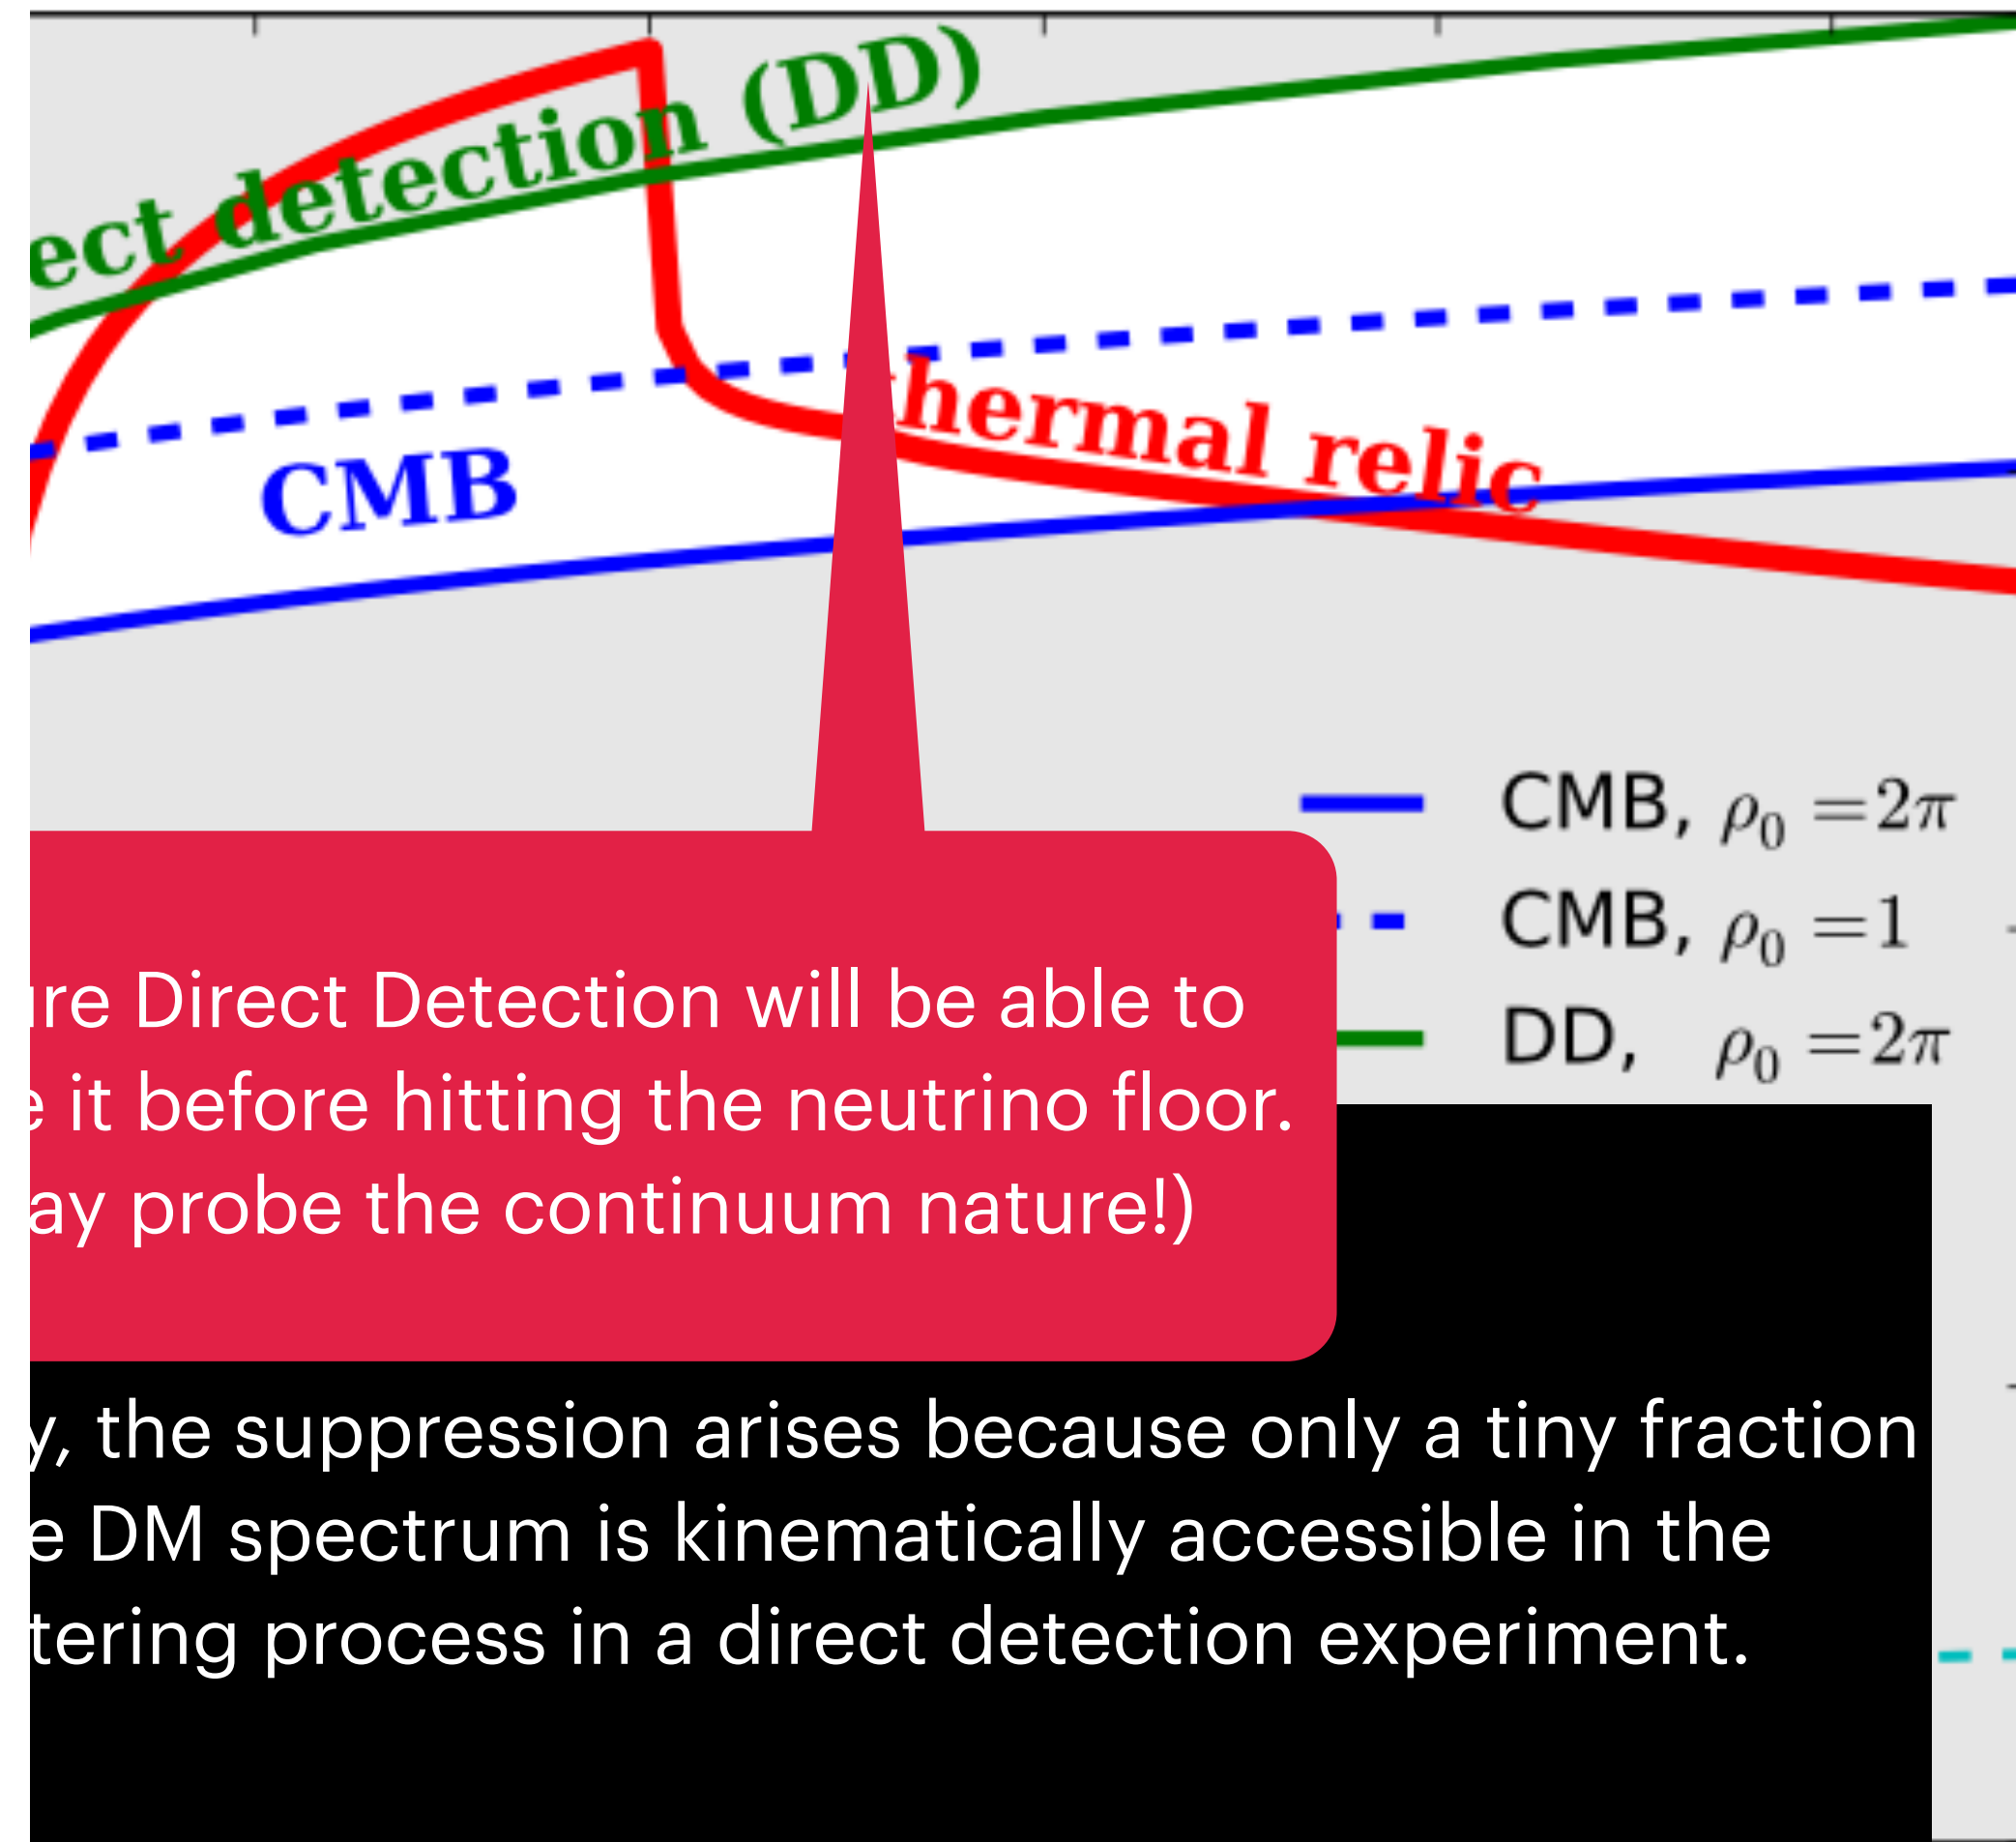 ect detection (DD)
hermal relic
CMB
CMB, ρ₀ =2π
CMB, ρ₀ =1
DD, ρ₀ =2π
ure Direct Detection will be able to
e it before hitting the neutrino floor.
ay probe the continuum nature!)
y, the suppression arises because only a tiny fraction
e DM spectrum is kinematically accessible in the
tering process in a direct detection experiment.